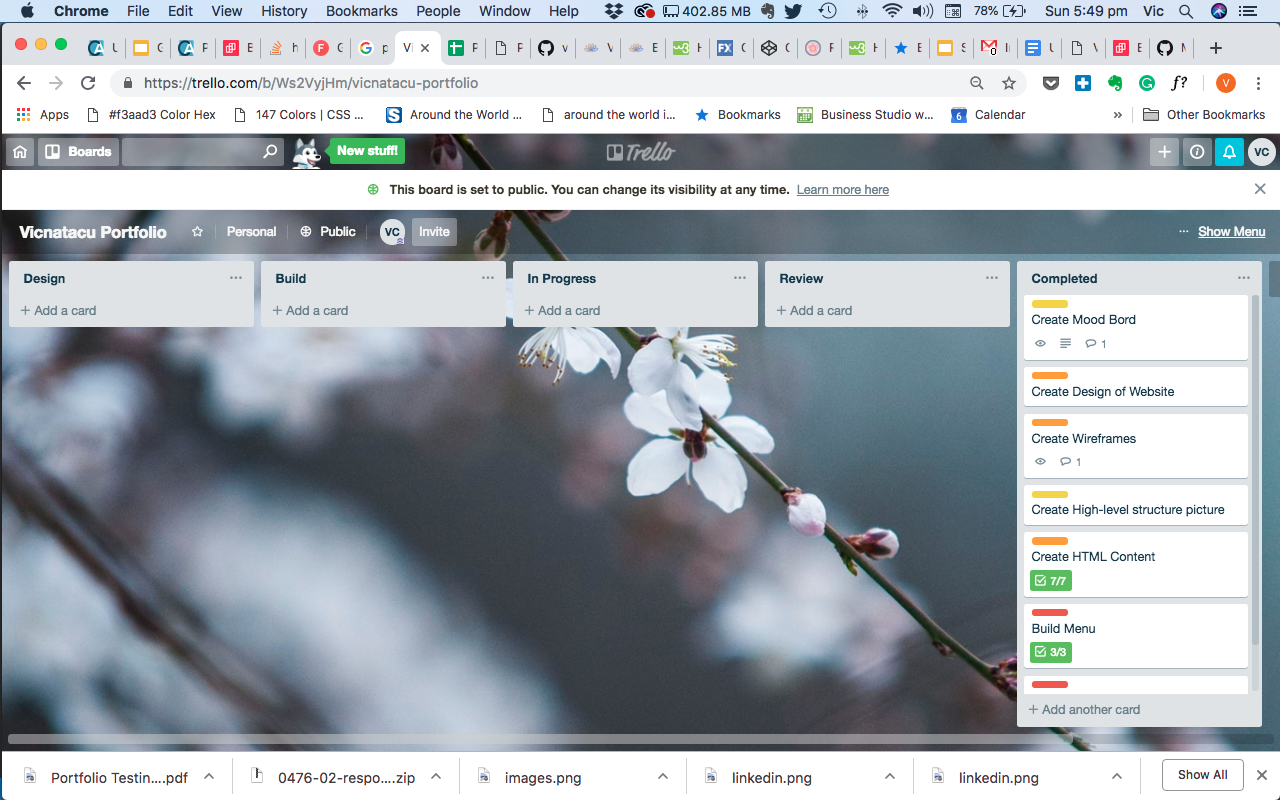 Chrome File Edit View History Bookmarks People Window Help 402.85 MB 78% Sun 5:49 pm Vic
https://trello.com/b/Ws2VyjHm/vicnatacu-portfolio
Apps #f3aad3 Color Hex 147 Colors | CSS ... Around the World ... around the world i... Bookmarks Business Studio w... Calendar » Other Bookmarks
Boards New stuff! Trello VC
This board is set to public. You can change its visibility at any time. Learn more here
Vicnatacu Portfolio Personal Public VC Invite ... Show Menu
Design
+ Add a card
Build
+ Add a card
In Progress
+ Add a card
Review
+ Add a card
Completed
Create Mood Bord
1
Create Design of Website
Create Wireframes
1
Create High-level structure picture
Create HTML Content
7/7
Build Menu
3/3
+ Add another card
Portfolio Testin....pdf 0476-02-respo....zip images.png linkedin.png linkedin.png Show All